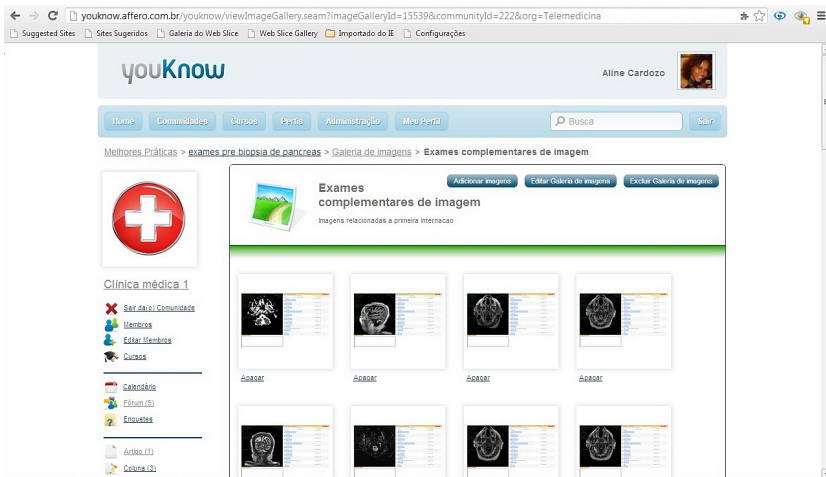 youknow.affero.com.br/youknow/viewImageGallery.seam?imageGalleryId=15539&communityId=222&org=Telemedicina
Suggested Sites Sites Sugeridos Galeria do Web Slice Web Slice Gallery Importado do IE Configurações
youKnow
Aline Cardozo
Home Comunidades Cursos Perfis Administração Meu Perfil Busca Sair
Melhores Práticas > exames pre biopsia de pancreas > Galeria de imagens > Exames complementares de imagem
Adicionar imagens Editar Galeria de imagens Excluir Galeria de imagens
Exames
complementares de imagem
Imagens relacionadas a primeira internacao
Clínica médica 1
Sair da(o) Comunidade
Membros
Editar Membros
Cursos
Apagar Apagar Apagar Apagar
Calendário
Fórum (5)
Enquetes
Artigo (1)
Coluna (3)